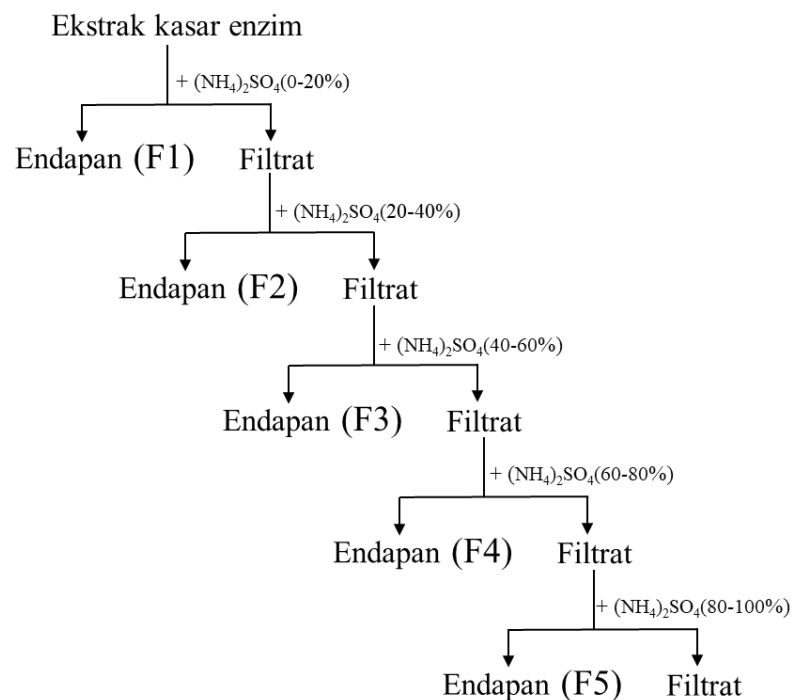 Ekstrak kasar enzim
+ (NH₄)₂SO₄(0-20%)
Endapan (F1) Filtrat
+ (NH₄)₂SO₄(20-40%)
Endapan (F2) Filtrat
+ (NH₄)₂SO₄(40-60%)
Endapan (F3) Filtrat
+ (NH₄)₂SO₄(60-80%)
Endapan (F4) Filtrat
+ (NH₄)₂SO₄(80-100%)
Endapan (F5) Filtrat